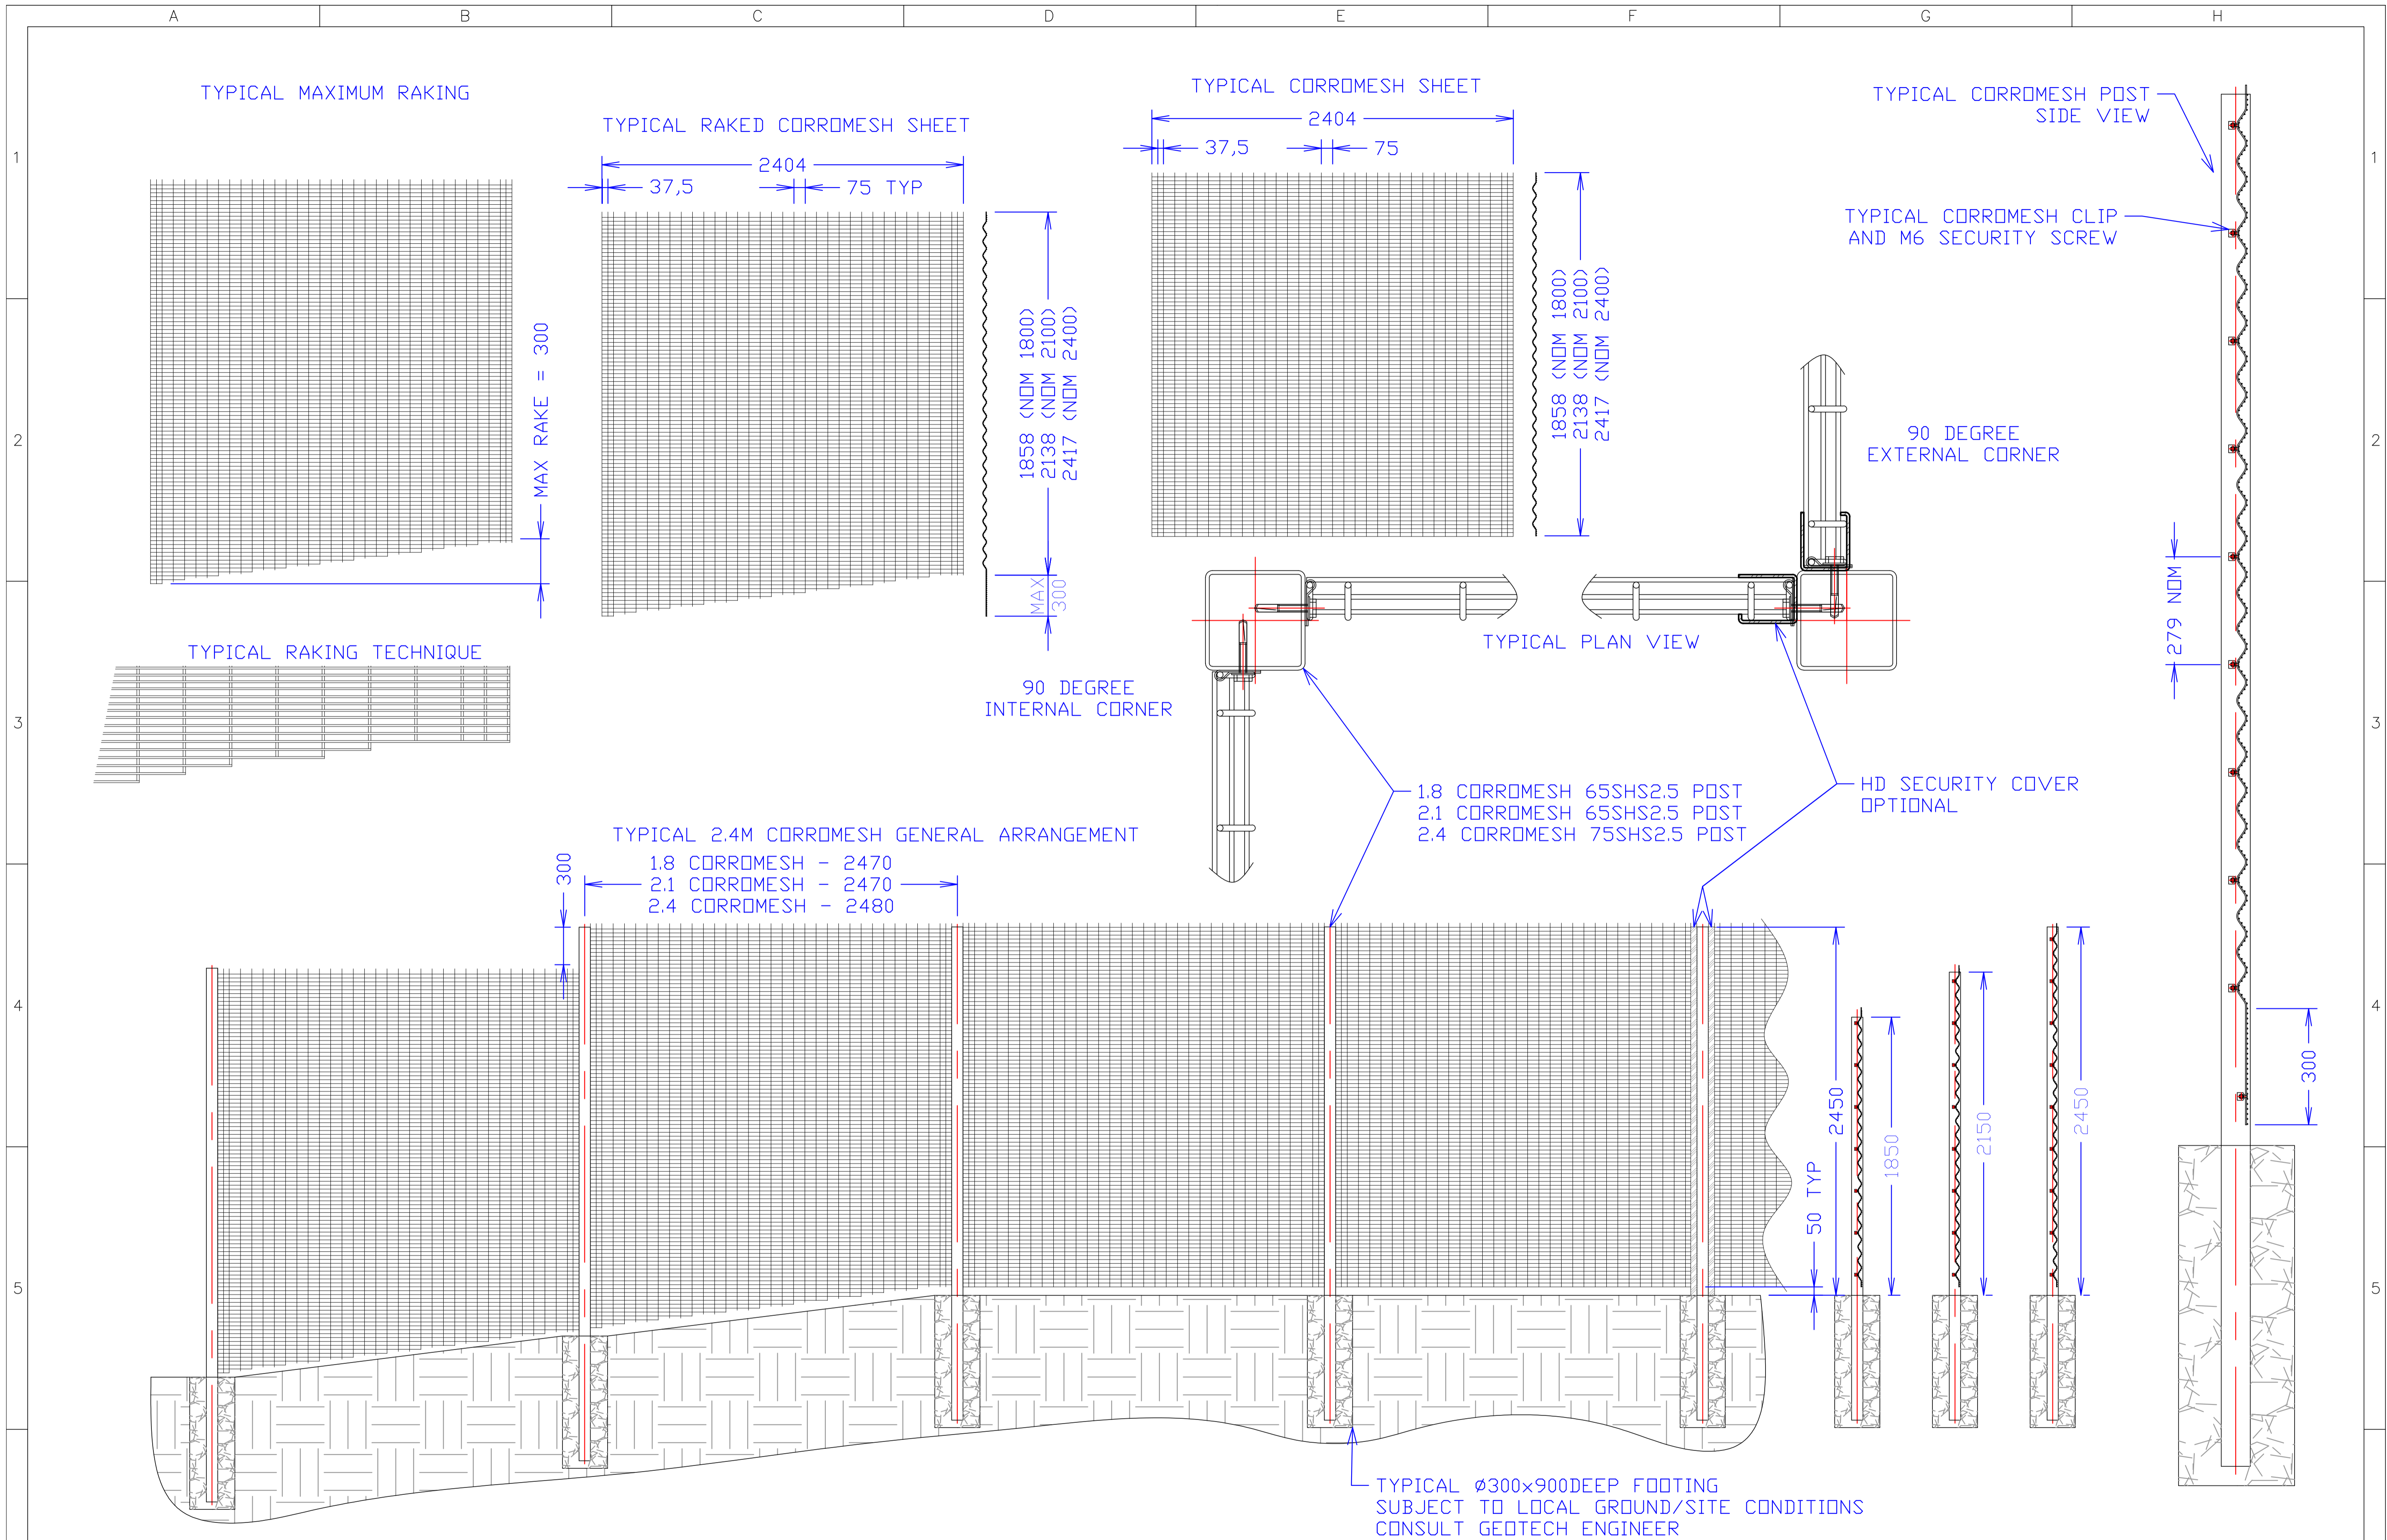 A
B
C
D
E
F
G
H
1
2
3
4
5
1
2
3
4
5
TYPICAL MAXIMUM RAKING
MAX RAKE = 300
TYPICAL RAKED CORROMESH SHEET
2404
37,5
75 TYP
1858 (NOM 1800)
2138 (NOM 2100)
2417 (NOM 2400)
MAX
300
TYPICAL CORROMESH SHEET
2404
37,5
75
1858 (NOM 1800)
2138 (NOM 2100)
2417 (NOM 2400)
TYPICAL CORROMESH POST
SIDE VIEW
TYPICAL CORROMESH CLIP
AND M6 SECURITY SCREW
279 NOM
300
90 DEGREE
EXTERNAL CORNER
TYPICAL PLAN VIEW
90 DEGREE
INTERNAL CORNER
TYPICAL RAKING TECHNIQUE
1.8 CORROMESH 65SHS2.5 POST
2.1 CORROMESH 65SHS2.5 POST
2.4 CORROMESH 75SHS2.5 POST
HD SECURITY COVER
OPTIONAL
TYPICAL 2.4M CORROMESH GENERAL ARRANGEMENT
1.8 CORROMESH - 2470
2.1 CORROMESH - 2470
2.4 CORROMESH - 2480
300
2450
50 TYP
1850
2150
2450
TYPICAL Ø300x900DEEP FOOTING
SUBJECT TO LOCAL GROUND/SITE CONDITIONS
CONSULT GEOTECH ENGINEER